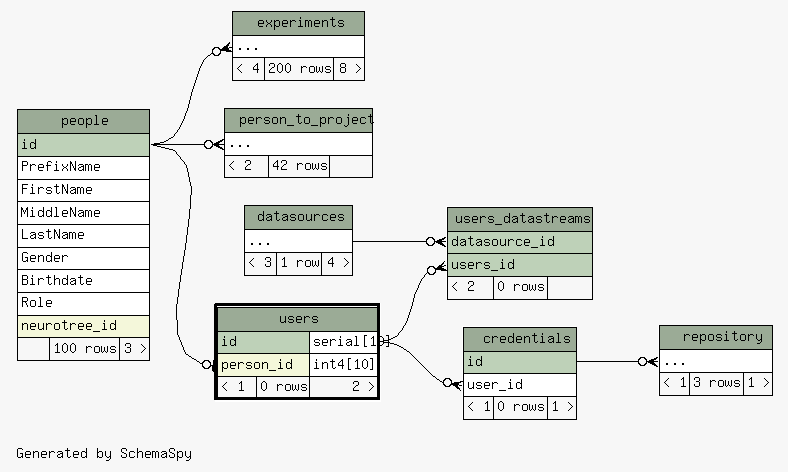 experiments
...
< 4 200 rows 8 >
people
id
PrefixName
FirstName
MiddleName
LastName
Gender
Birthdate
Role
neurotree_id
100 rows 3 >
person_to_project
...
< 2 42 rows
datasources
...
< 3 1 row 4 >
users_datastreams
datasource_id
users_id
< 2 0 rows
users
id serial[10]
person_id int4[10]
< 1 0 rows 2 >
credentials
id
user_id
< 1 0 rows 1 >
repository
...
< 1 3 rows 1 >
Generated by SchemaSpy